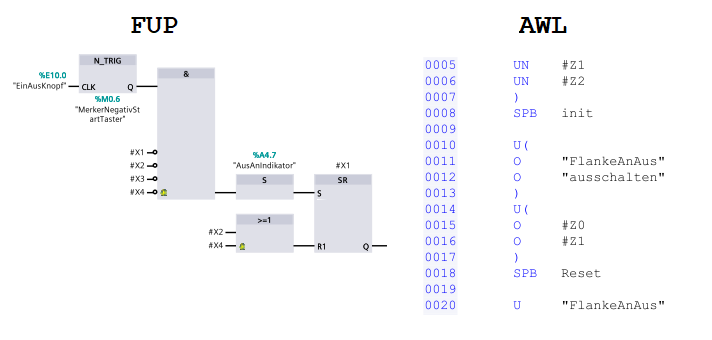 FUP
N_TRIG
%E10.0
"EinAusKnopf"
CLK
Q
%M0.6
"MerkerNegativSt
artTaster"
&
#X1
#X2
#X3
#X4
%A4.7
"AusAnIndikator"
S
#X1
SR
S
>=1
#X2
#X4
R1
Q
AWL
0005 UN #Z1
0006 UN #Z2
0007 )
0008 SPB init
0009
0010 U(
0011 O "FlankeAnAus"
0012 O "ausschalten"
0013 )
0014 U(
0015 O #Z0
0016 O #Z1
0017 )
0018 SPB Reset
0019
0020 U "FlankeAnAus"